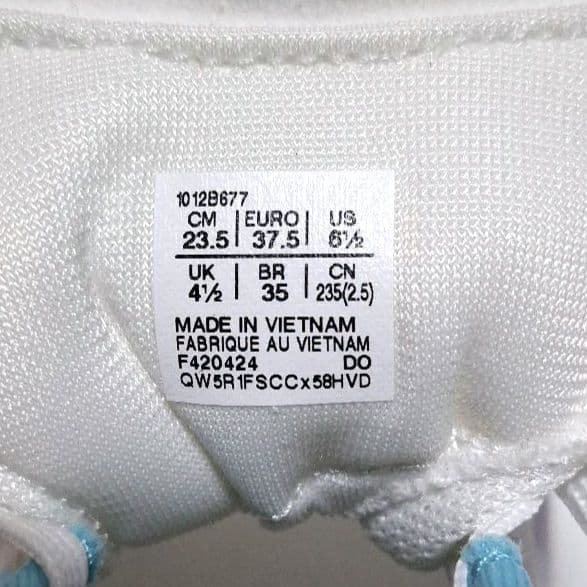 1012B677
CM | EURO | US
23.5 | 37.5 | 6½
UK | BR | CN
4½ | 35 | 235(2.5)
MADE IN VIETNAM
FABRIQUE AU VIETNAM
F420424 DO
QW5R1FSCCx58HVD